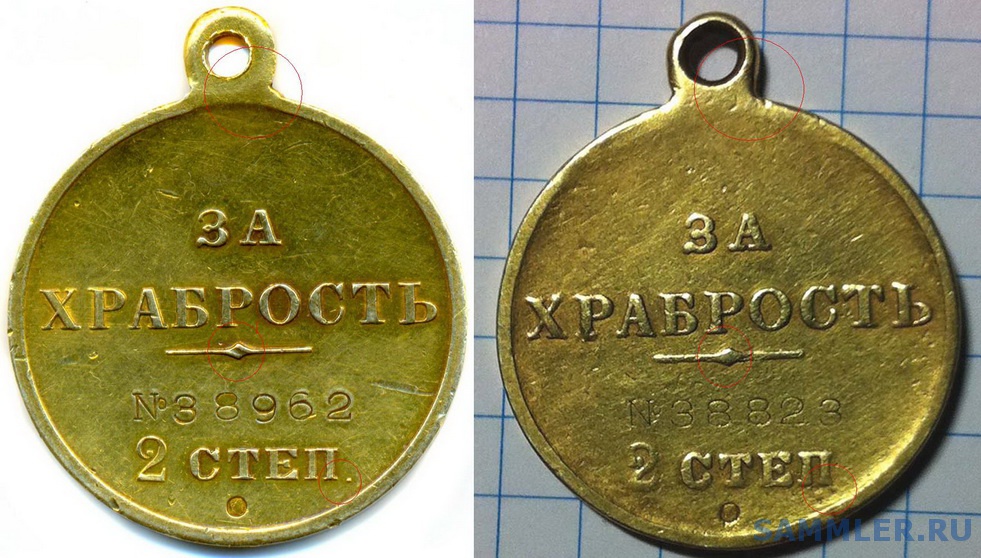 ЗА
ХРАБРОСТЬ
№38962
2 СТЕП.
ЗА
ХРАБРОСТЬ
№38823
2 СТЕП
SAMMLER.RU